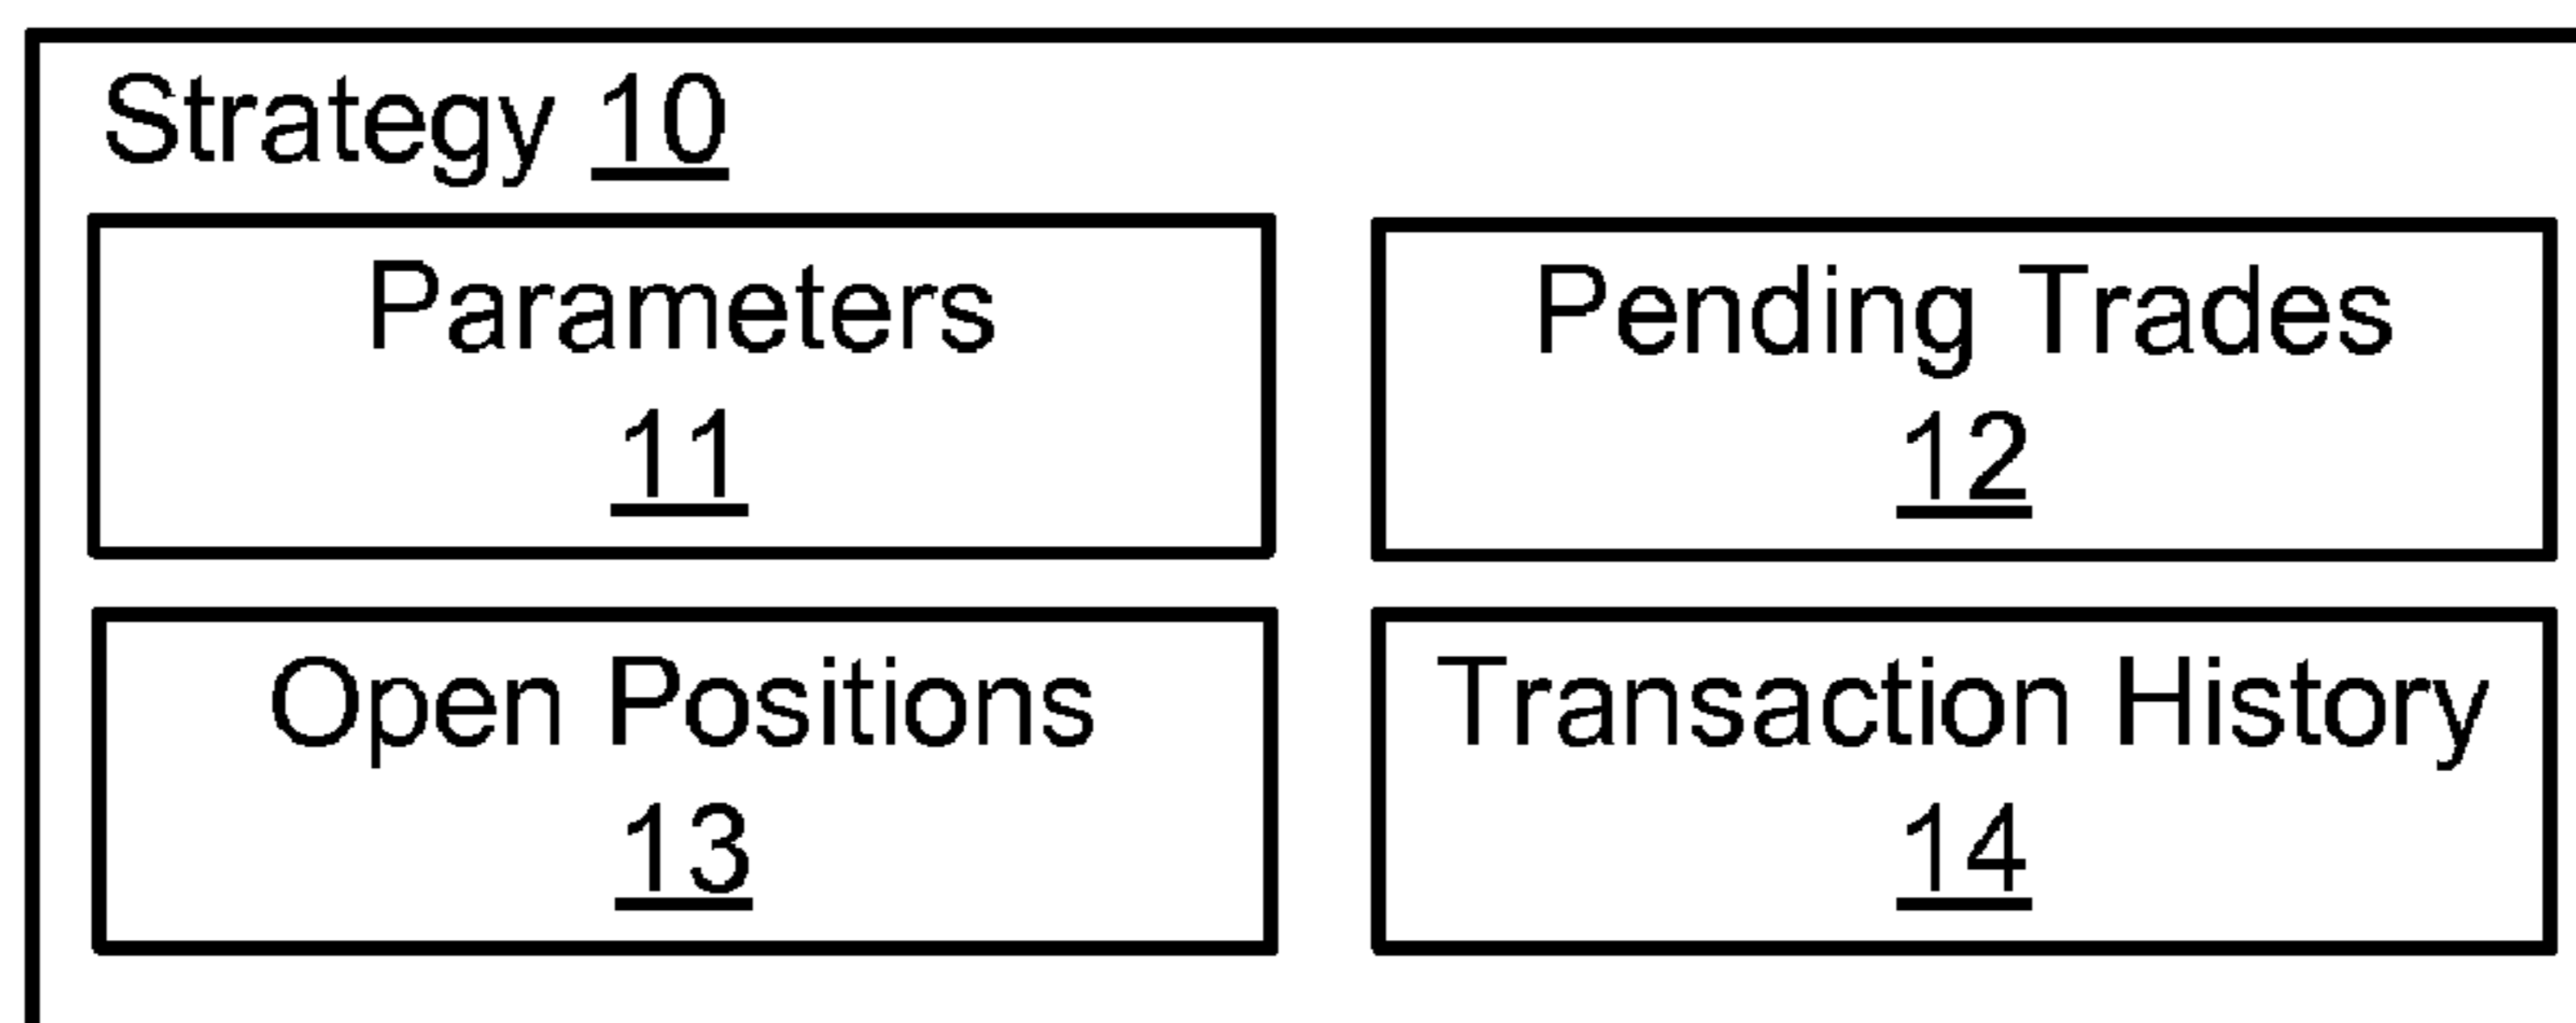 Strategy 10
Parameters
11
Pending Trades
12
Open Positions
13
Transaction History
14